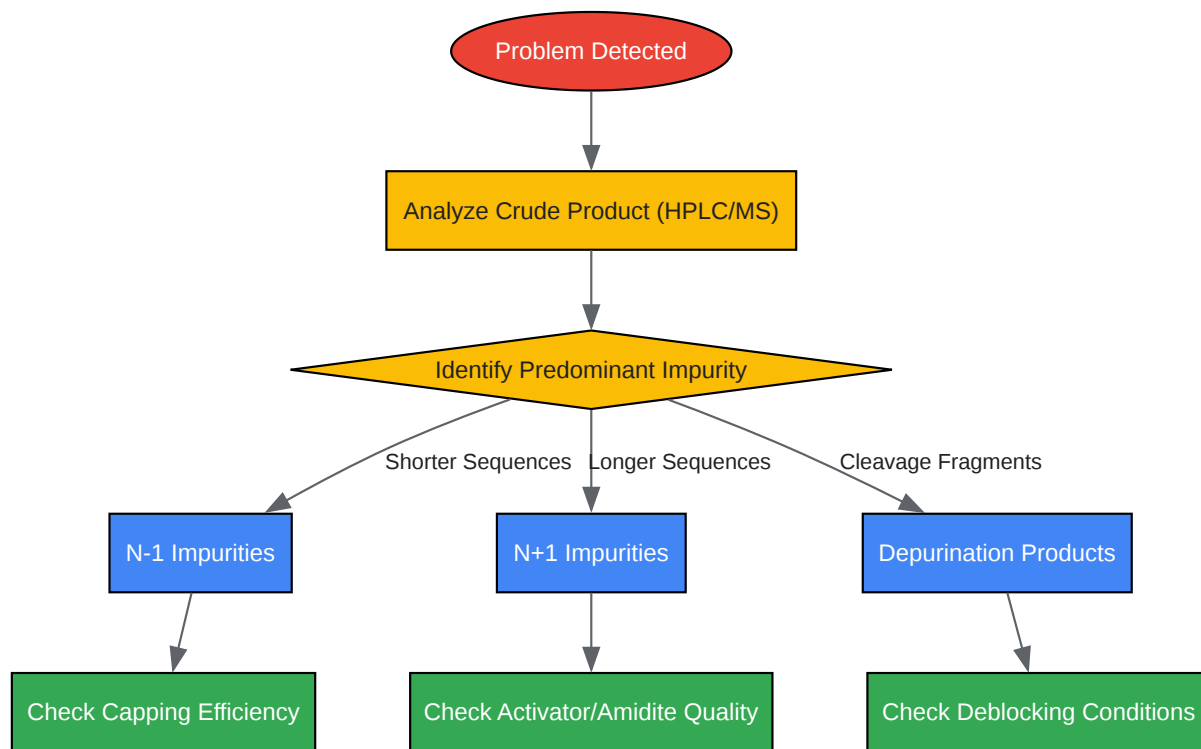 Problem Detected
Analyze Crude Product (HPLC/MS)
Identify Predominant Impurity
Shorter Sequences
Longer Sequences
Cleavage Fragments
N-1 Impurities
N+1 Impurities
Depurination Products
Check Capping Efficiency
Check Activator/Amidite Quality
Check Deblocking Conditions